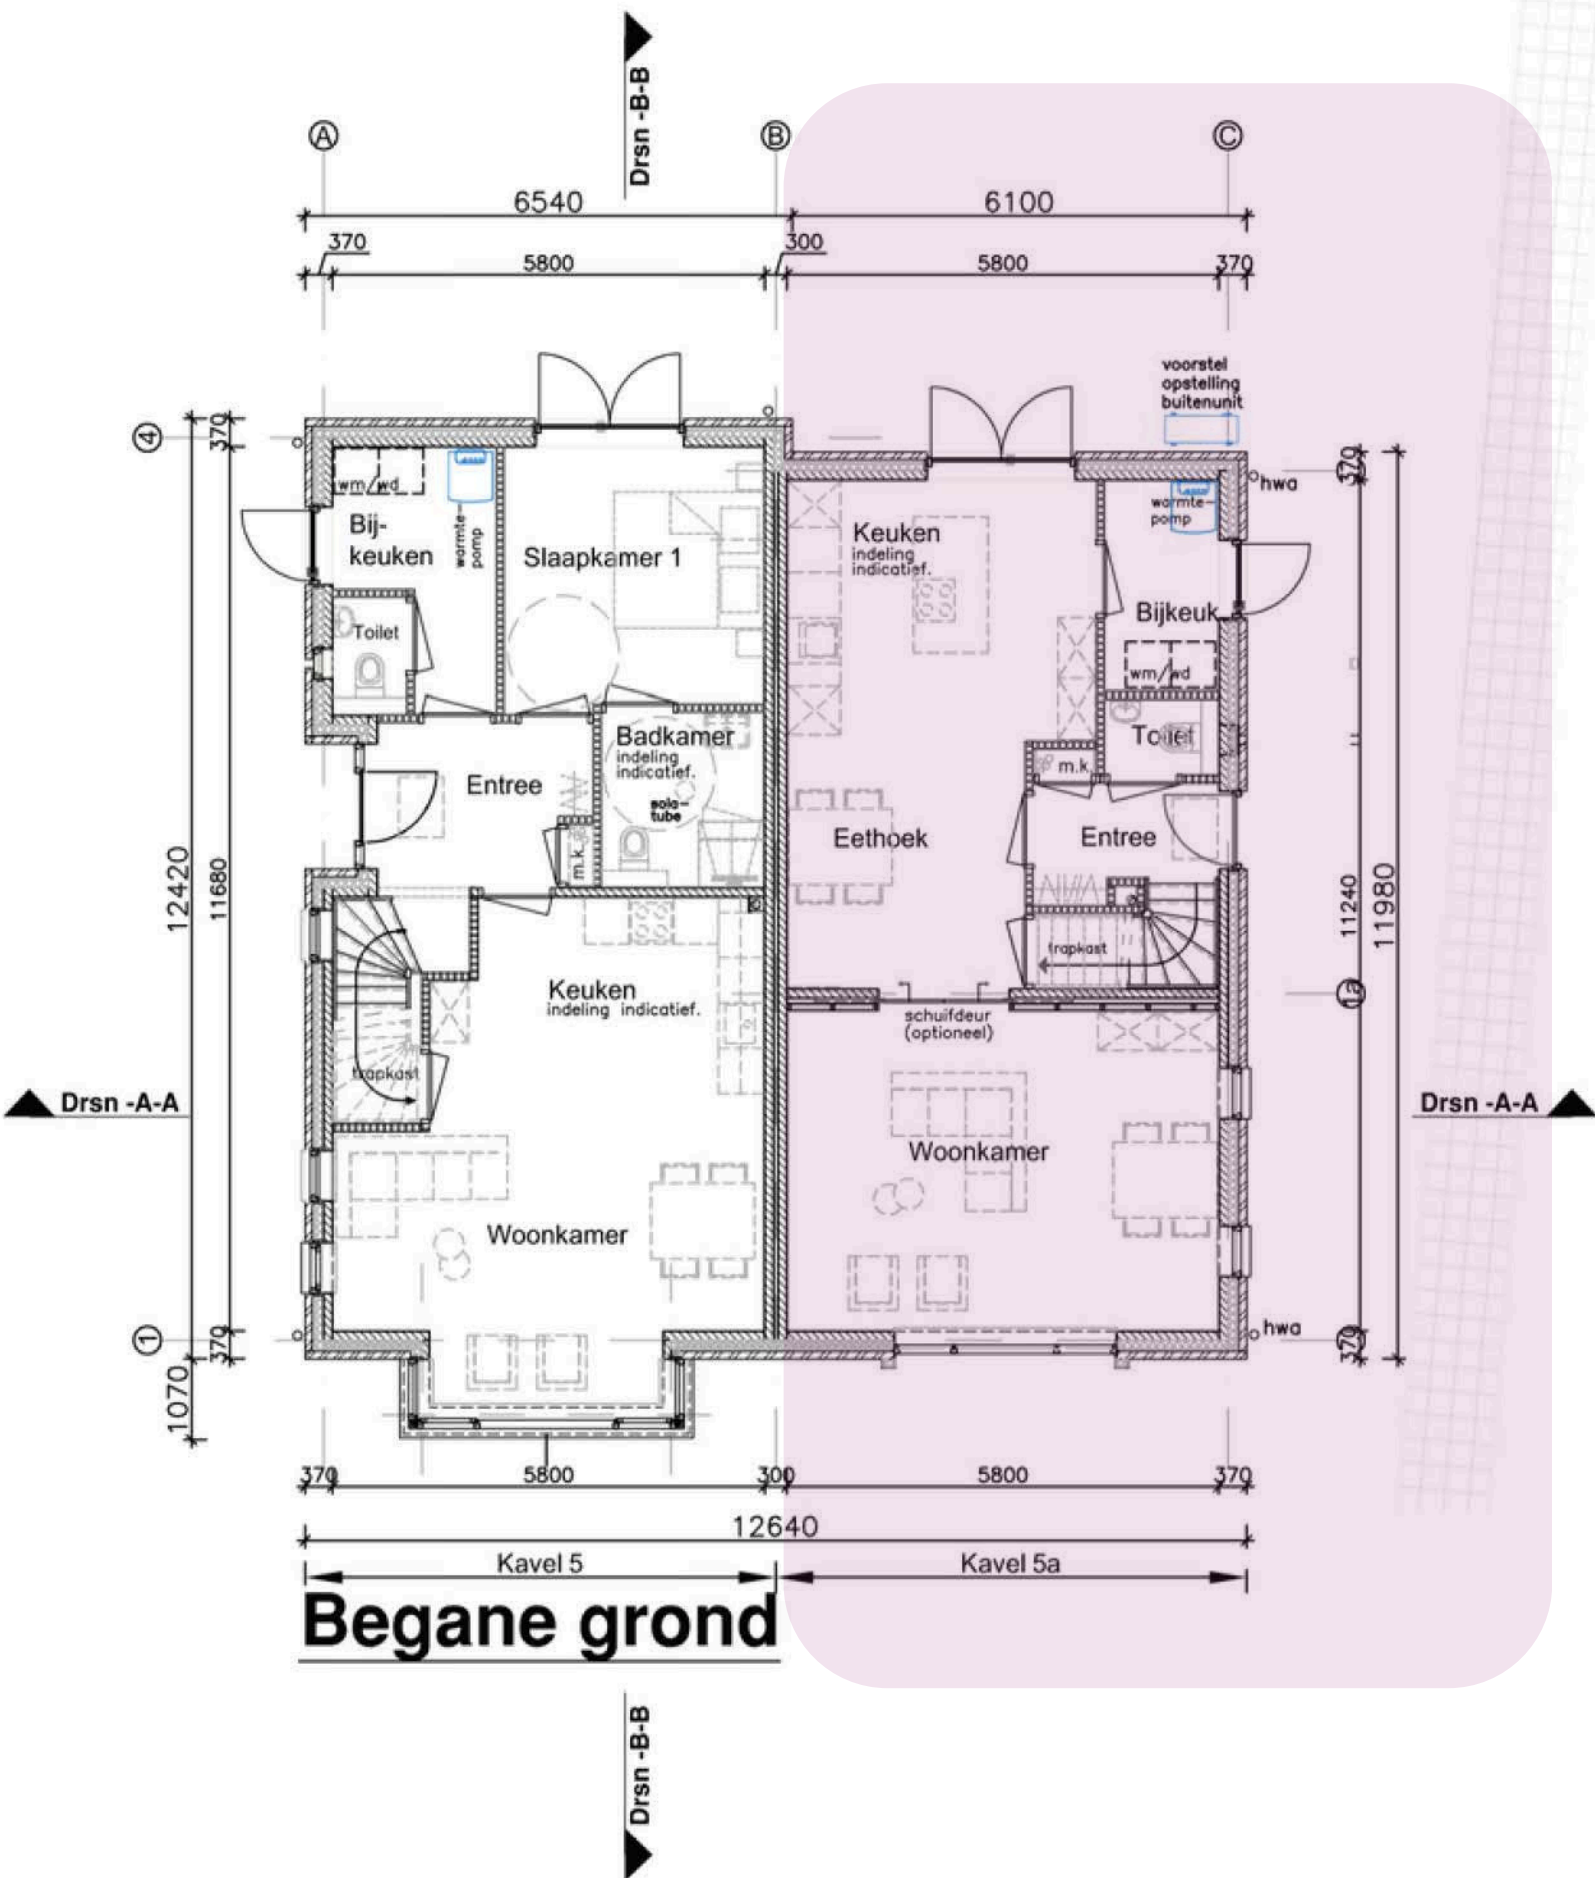 Drsn -B-B
A
B
C
6540
6100
370
300
5800
5800
370
voorstel
opstelling
buitenunit
4
370
370
hwa
wm/wd
Bij-
keuken
warmte-
pomp
Slaapkamer 1
Keuken
indeling
indicatief.
warmte-
pomp
Bijkeuk
Toilet
wm/wd
Badkamer
indeling
indicatief.
Toilet
m.k.
Entree
sola-
tube
m.k.
Eethoek
Entree
12420
11680
11240
11980
trapkast
Keuken
indeling indicatief.
1a
schuifdeur
(optioneel)
trapkast
Drsn -A-A
Drsn -A-A
Woonkamer
Woonkamer
1
370
hwa
370
1070
370
5800
300
5800
370
12640
Kavel 5
Kavel 5a
Begane grond
Drsn -B-B